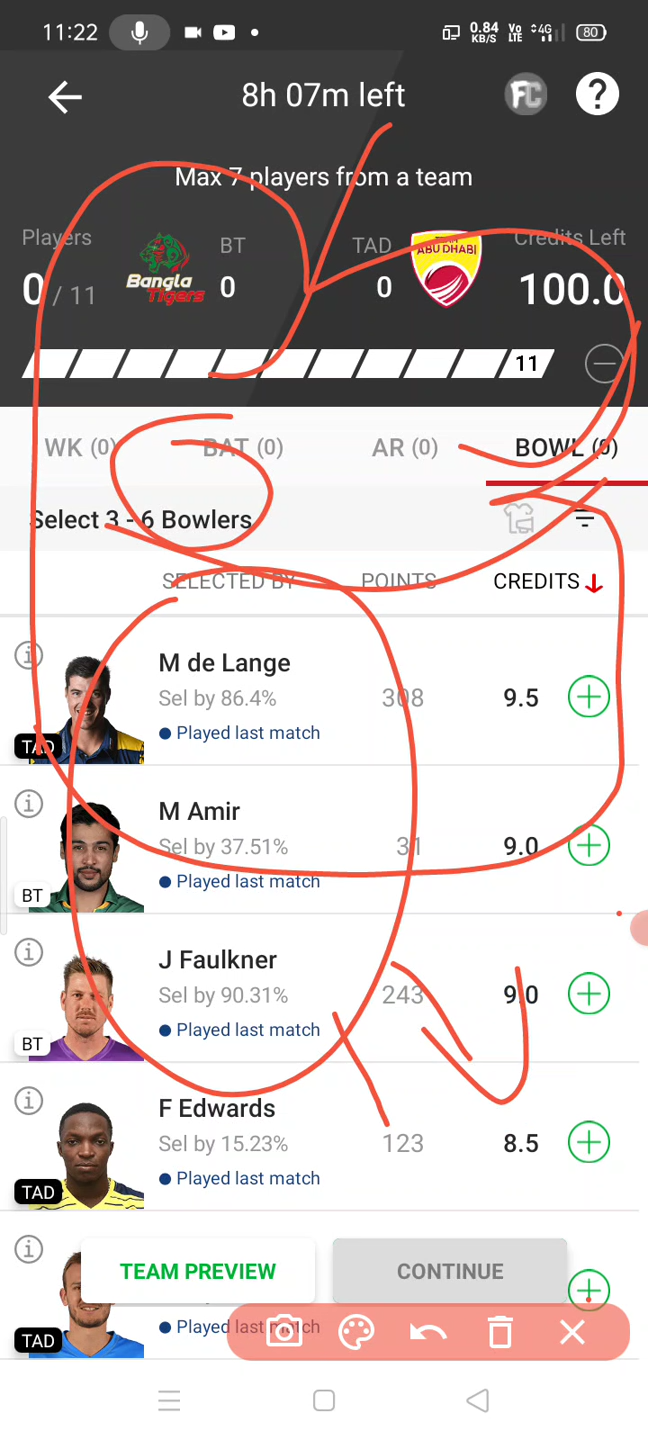 11:22 0.84 KB/S Vo LTE 4G 80
8h 07m left FC ?
Max 7 players from a team
Players BT TAD Credits Left
0 / 11 Bangla Tigers 0 0 ABU DHABI 100.0
11
WK (0) BAT (0) AR (0) BOWL (0)
Select 3 - 6 Bowlers
SELECTED BY POINTS CREDITS
M de Lange
Sel by 86.4% 308 9.5
Played last match
TAD
M Amir
Sel by 37.51% 31 9.0
Played last match
BT
J Faulkner
Sel by 90.31% 243 9.0
Played last match
BT
F Edwards
Sel by 15.23% 123 8.5
Played last match
TAD
TEAM PREVIEW CONTINUE
Played last match
TAD